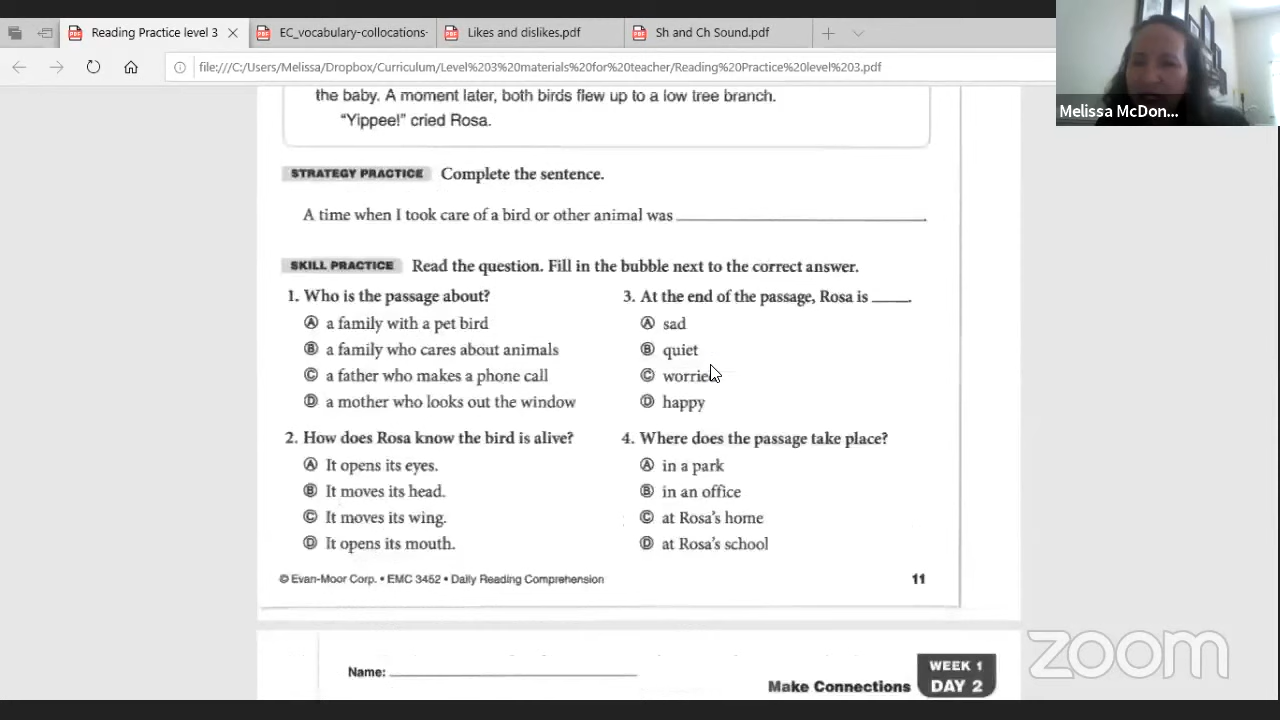 Reading Practice level 3
EC_vocabulary-collocations-
Likes and dislikes.pdf
Sh and Ch Sound.pdf
file:///C:/Users/Melissa/Dropbox/Curriculum/Level%203%20materials%20for%20teacher/Reading%20Practice%20level%203.pdf
Melissa McDon...
the baby. A moment later, both birds flew up to a low tree branch.
“Yippee!” cried Rosa.
STRATEGY PRACTICE Complete the sentence.
A time when I took care of a bird or other animal was ______.
SKILL PRACTICE Read the question. Fill in the bubble next to the correct answer.
1. Who is the passage about?
A a family with a pet bird
B a family who cares about animals
C a father who makes a phone call
D a mother who looks out the window
2. How does Rosa know the bird is alive?
A It opens its eyes.
B It moves its head.
C It moves its wing.
D It opens its mouth.
3. At the end of the passage, Rosa is ____.
A sad
B quiet
C worried
D happy
4. Where does the passage take place?
A in a park
B in an office
C at Rosa’s home
D at Rosa’s school
© Evan-Moor Corp. • EMC 3452 • Daily Reading Comprehension
11
Name: ______
WEEK 1
Make Connections DAY 2
zoom